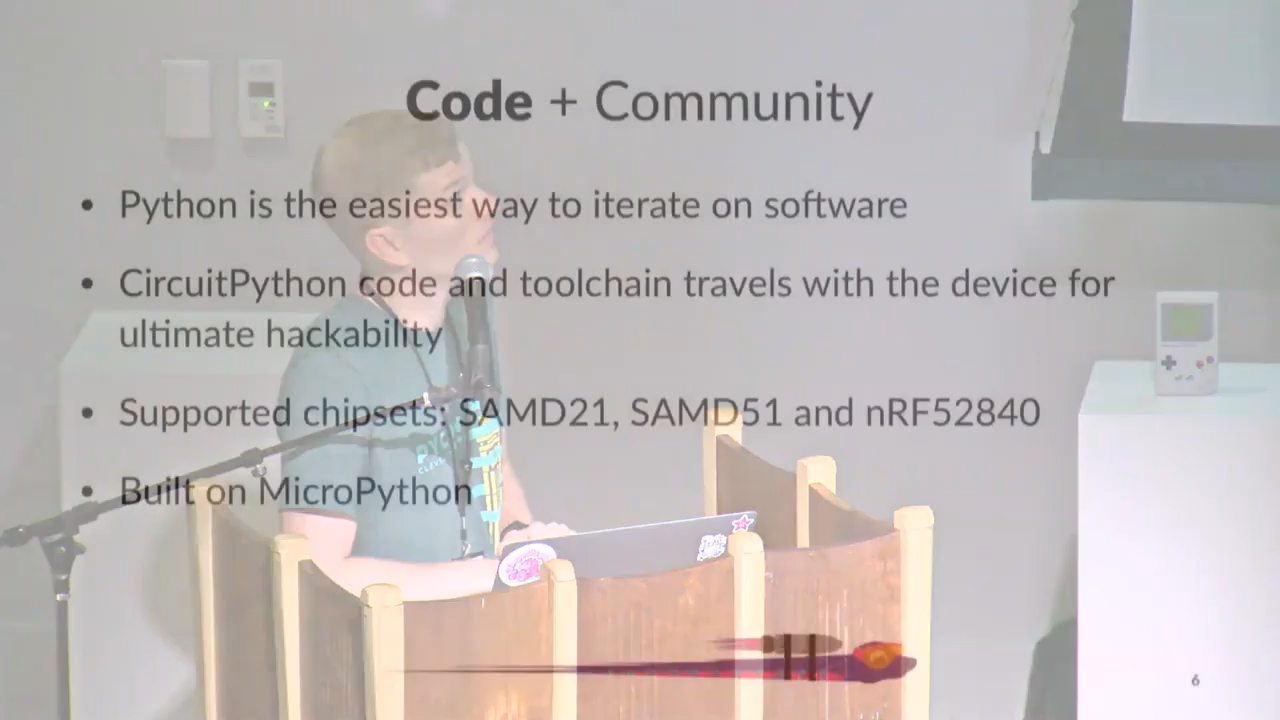 Code + Community
• Python is the easiest way to iterate on software
• CircuitPython code and toolchain travels with the device for
ultimate hackability
• Supported chipsets: SAMD21, SAMD51 and nRF52840
• Built on MicroPython
6